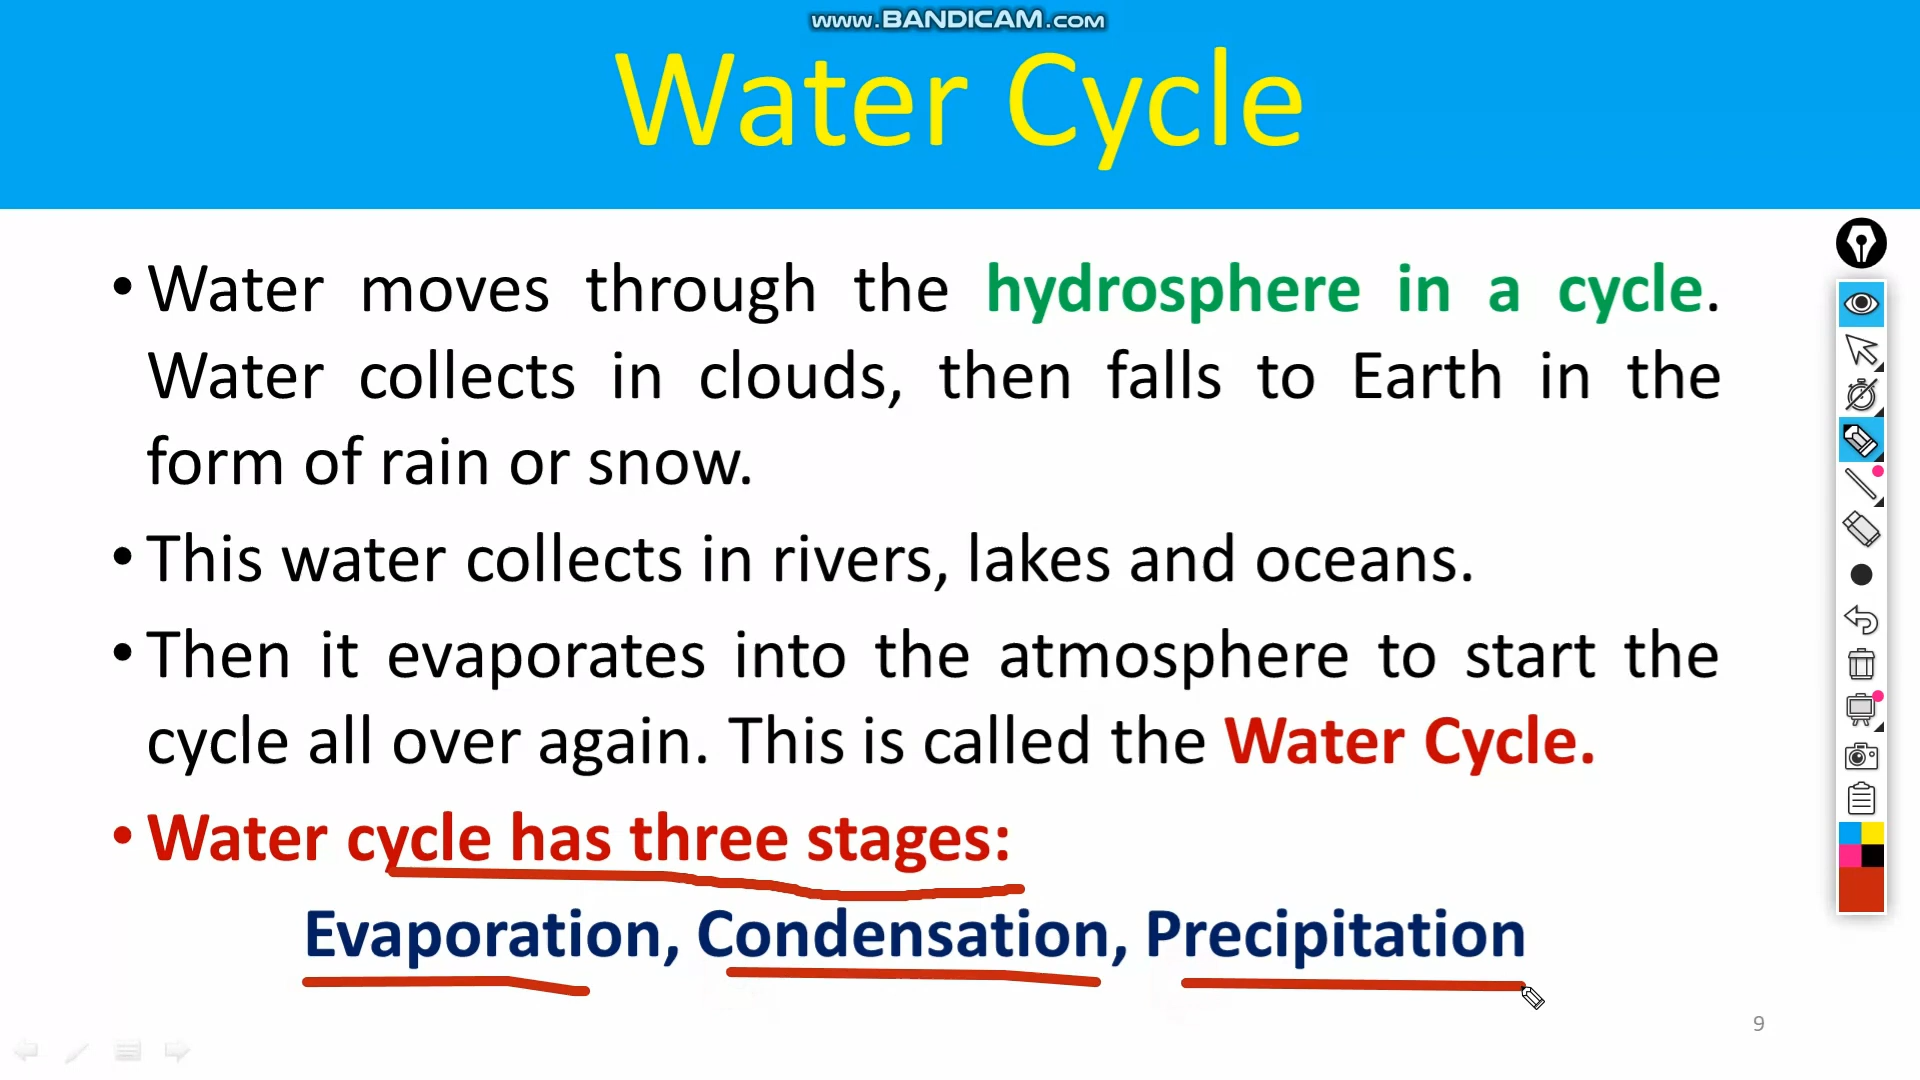 www.BANDICAM.com
Water Cycle
• Water moves through the hydrosphere in a cycle.
Water collects in clouds, then falls to Earth in the
form of rain or snow.
• This water collects in rivers, lakes and oceans.
• Then it evaporates into the atmosphere to start the
cycle all over again. This is called the Water Cycle.
• Water cycle has three stages:
Evaporation, Condensation, Precipitation
9